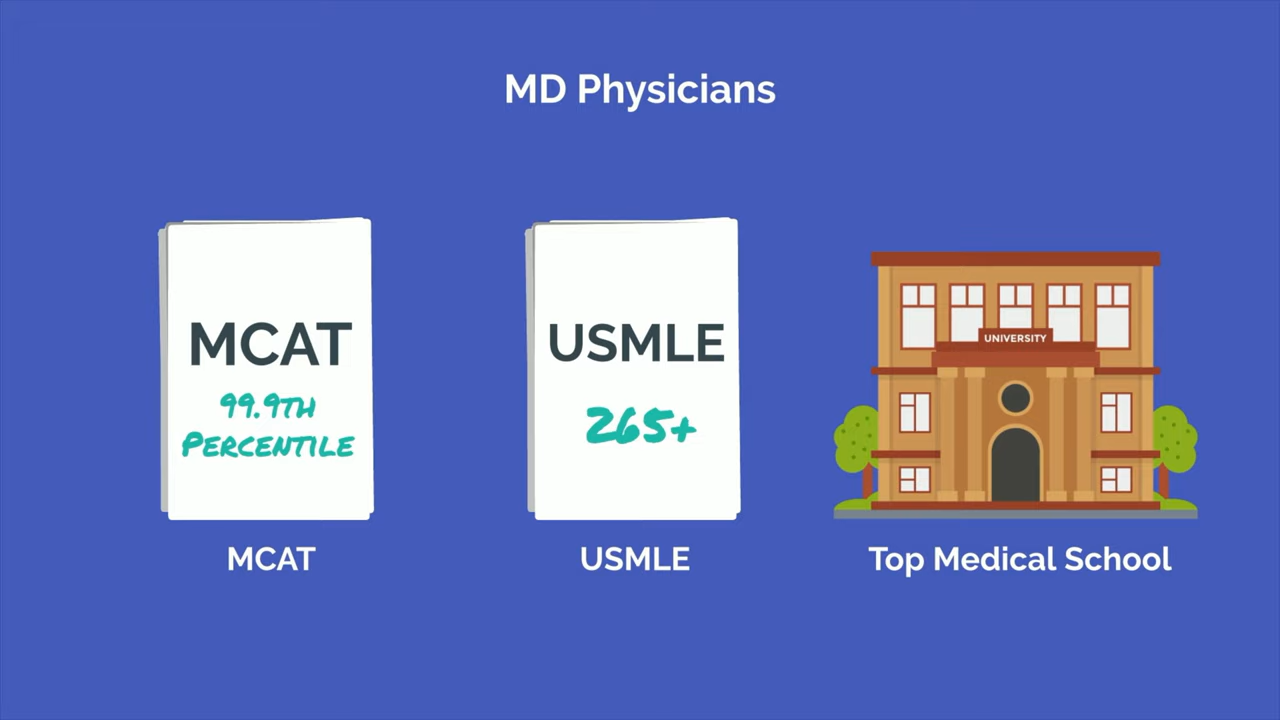 MD Physicians
MCAT
99.9TH
PERCENTILE
MCAT
USMLE
265+
USMLE
UNIVERSITY
Top Medical School